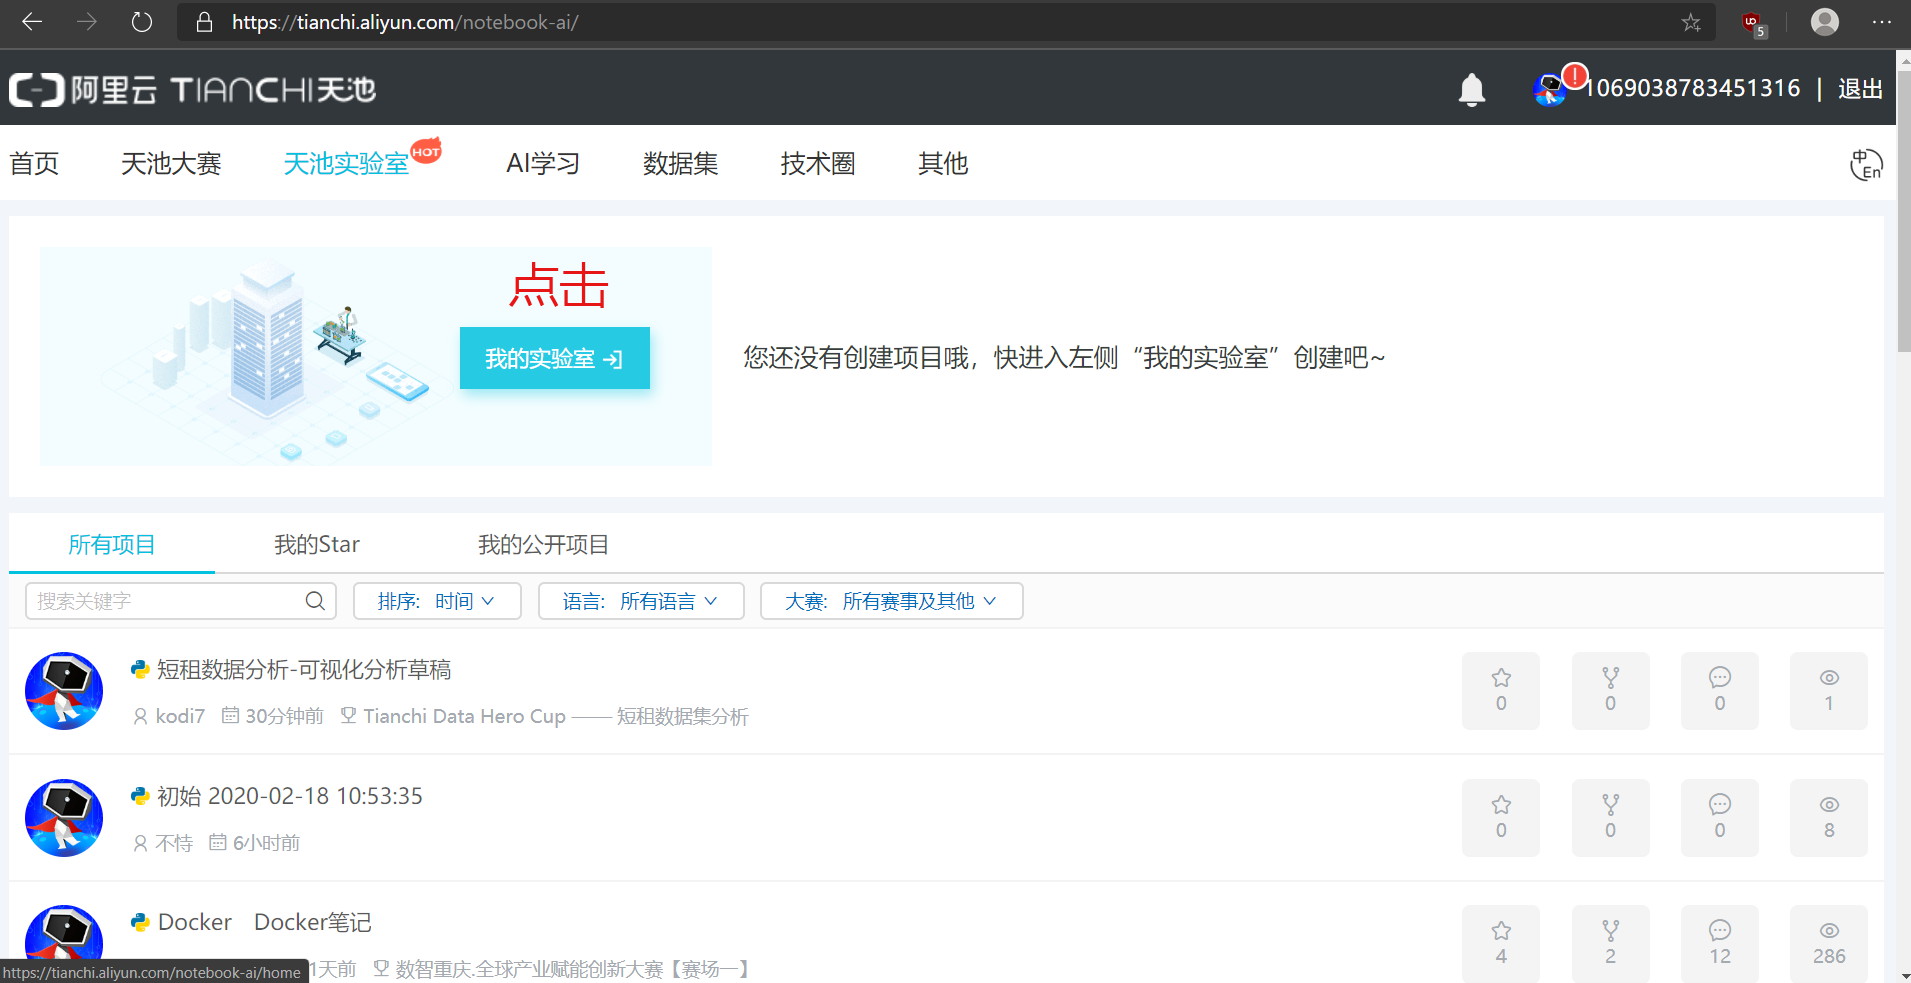 https://tianchi.aliyun.com/notebook-ai/
5
阿里云 TIANCHI天池
! 1069038783451316 | 退出
首页 天池大赛 天池实验室 HOT AI学习 数据集 技术圈 其他 中 En
点击
我的实验室
您还没有创建项目哦，快进入左侧“我的实验室”创建吧~
所有项目 我的Star 我的公开项目
搜索关键字 排序: 时间 语言: 所有语言 大赛: 所有赛事及其他
短租数据分析-可视化分析草稿
kodi7 30分钟前 Tianchi Data Hero Cup —— 短租数据集分析
0 0 0 1
初始 2020-02-18 10:53:35
不恃 6小时前
0 0 0 8
Docker Docker笔记
1天前 数智重庆.全球产业赋能创新大赛【赛场一】
4 2 12 286
https://tianchi.aliyun.com/notebook-ai/home